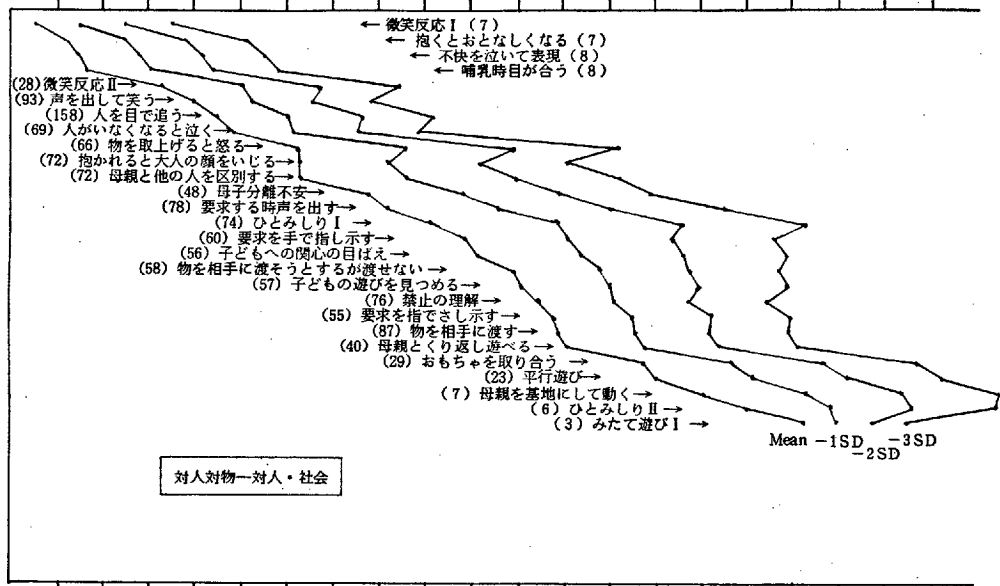 ← 微笑反応Ⅰ（7）
← 抱くとおとなしくなる（7）
← 不快を泣いて表現（8）
← 哺乳時目が合う（8）
(28) 微笑反応Ⅱ→
(93) 声を出して笑う→
(158) 人を目で追う→
(69) 人がいなくなると泣く→
(66) 物を取上げると怒る→
(72) 抱かれると大人の顔をいじる→
(72) 母親と他の人を区別する→
(48) 母子分離不安→
(78) 要求する時声を出す→
(74) ひとみしりⅠ →
(60) 要求を手で指し示す→
(56) 子どもへの関心の目ばえ→
(58) 物を相手に渡そうとするが渡せない →
(57) 子どもの遊びを見つめる→
(76) 禁止の理解→
(55) 要求を指でさし示す→
(87) 物を相手に渡す→
(40) 母親とくり返し遊べる→
(29) おもちゃを取り合う →
(23) 平行遊び→
(7) 母親を基地にして動く→
(6) ひとみしりⅡ→
(3) みたて遊びⅠ →
Mean −1SD −2SD −3SD
対人対物―対人・社会